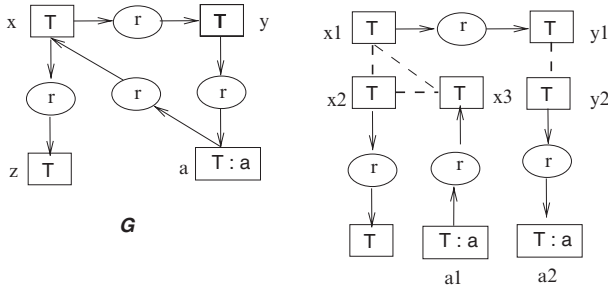 x T r T y
x1 T r T y1
r r r
x2 T T x3 T y2
z T a T : a
r r r
G
T T : a T : a
a1 a2